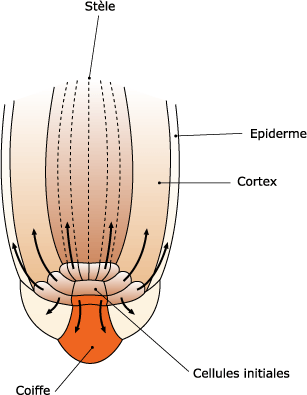 Stèle
Epiderme
Cortex
Cellules initiales
Coiffe